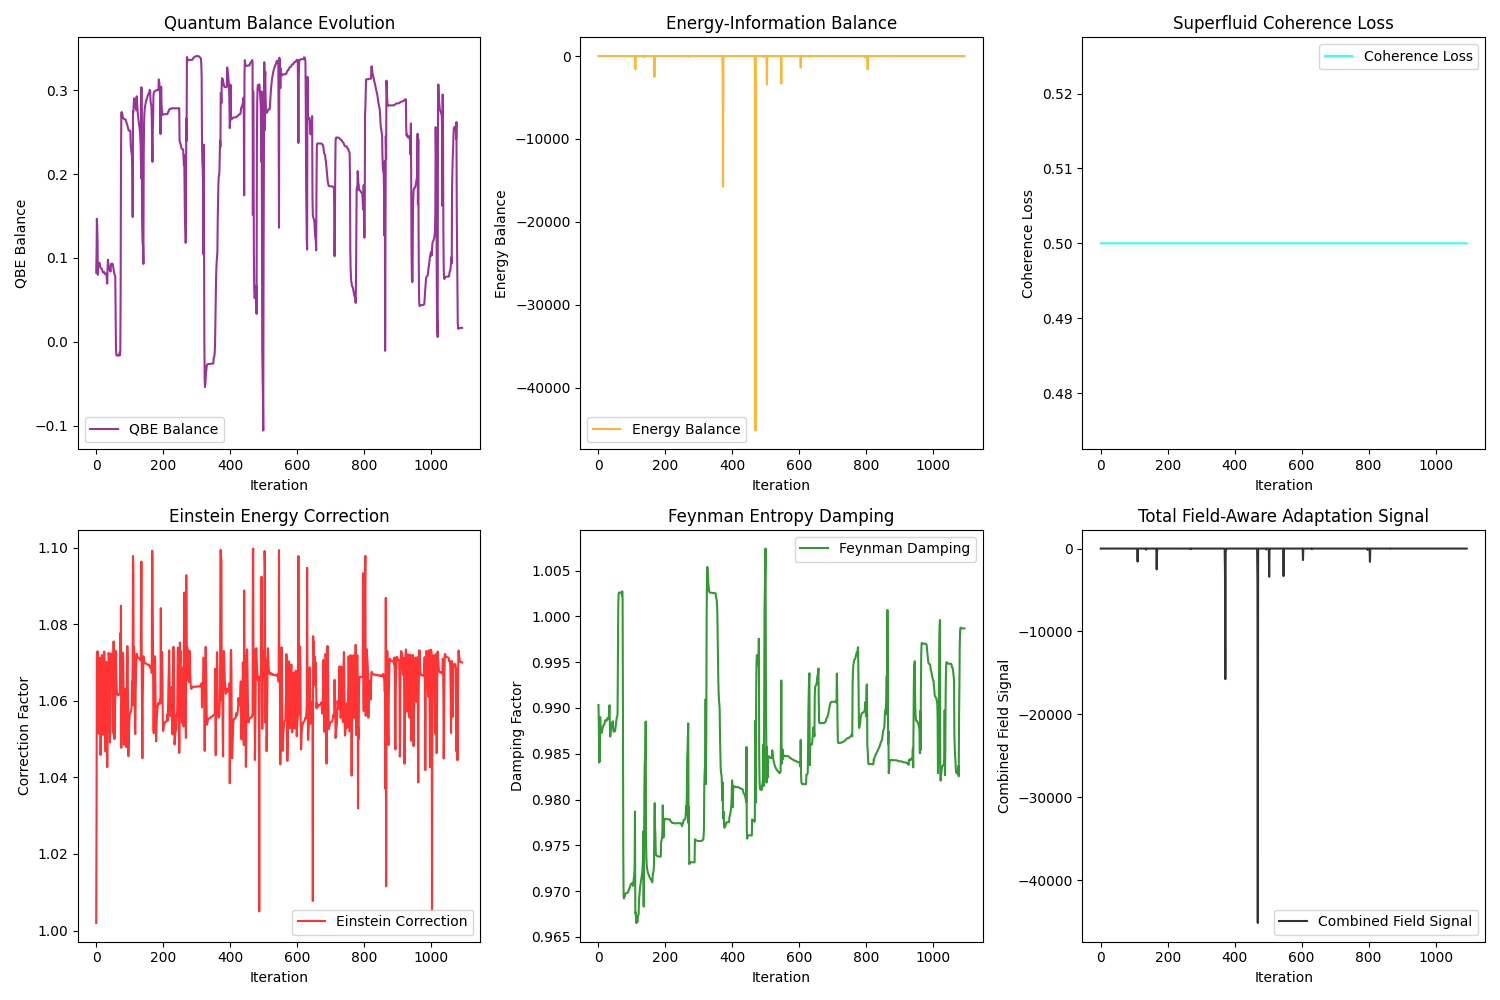 Quantum Balance Evolution
QBE Balance
0.3
0.2
0.1
0.0
−0.1
QBE Balance
0
200
400
600
800
1000
Iteration
Energy-Information Balance
Energy Balance
0
−10000
−20000
−30000
−40000
Energy Balance
0
200
400
600
800
1000
Iteration
Superfluid Coherence Loss
Coherence Loss
Coherence Loss
0.52
0.51
0.50
0.49
0.48
0
200
400
600
800
1000
Iteration
Einstein Energy Correction
Correction Factor
1.10
1.08
1.06
1.04
1.02
1.00
Einstein Correction
0
200
400
600
800
1000
Iteration
Feynman Entropy Damping
Feynman Damping
Damping Factor
1.005
1.000
0.995
0.990
0.985
0.980
0.975
0.970
0.965
0
200
400
600
800
1000
Iteration
Total Field-Aware Adaptation Signal
Combined Field Signal
0
−10000
−20000
−30000
−40000
Combined Field Signal
0
200
400
600
800
1000
Iteration